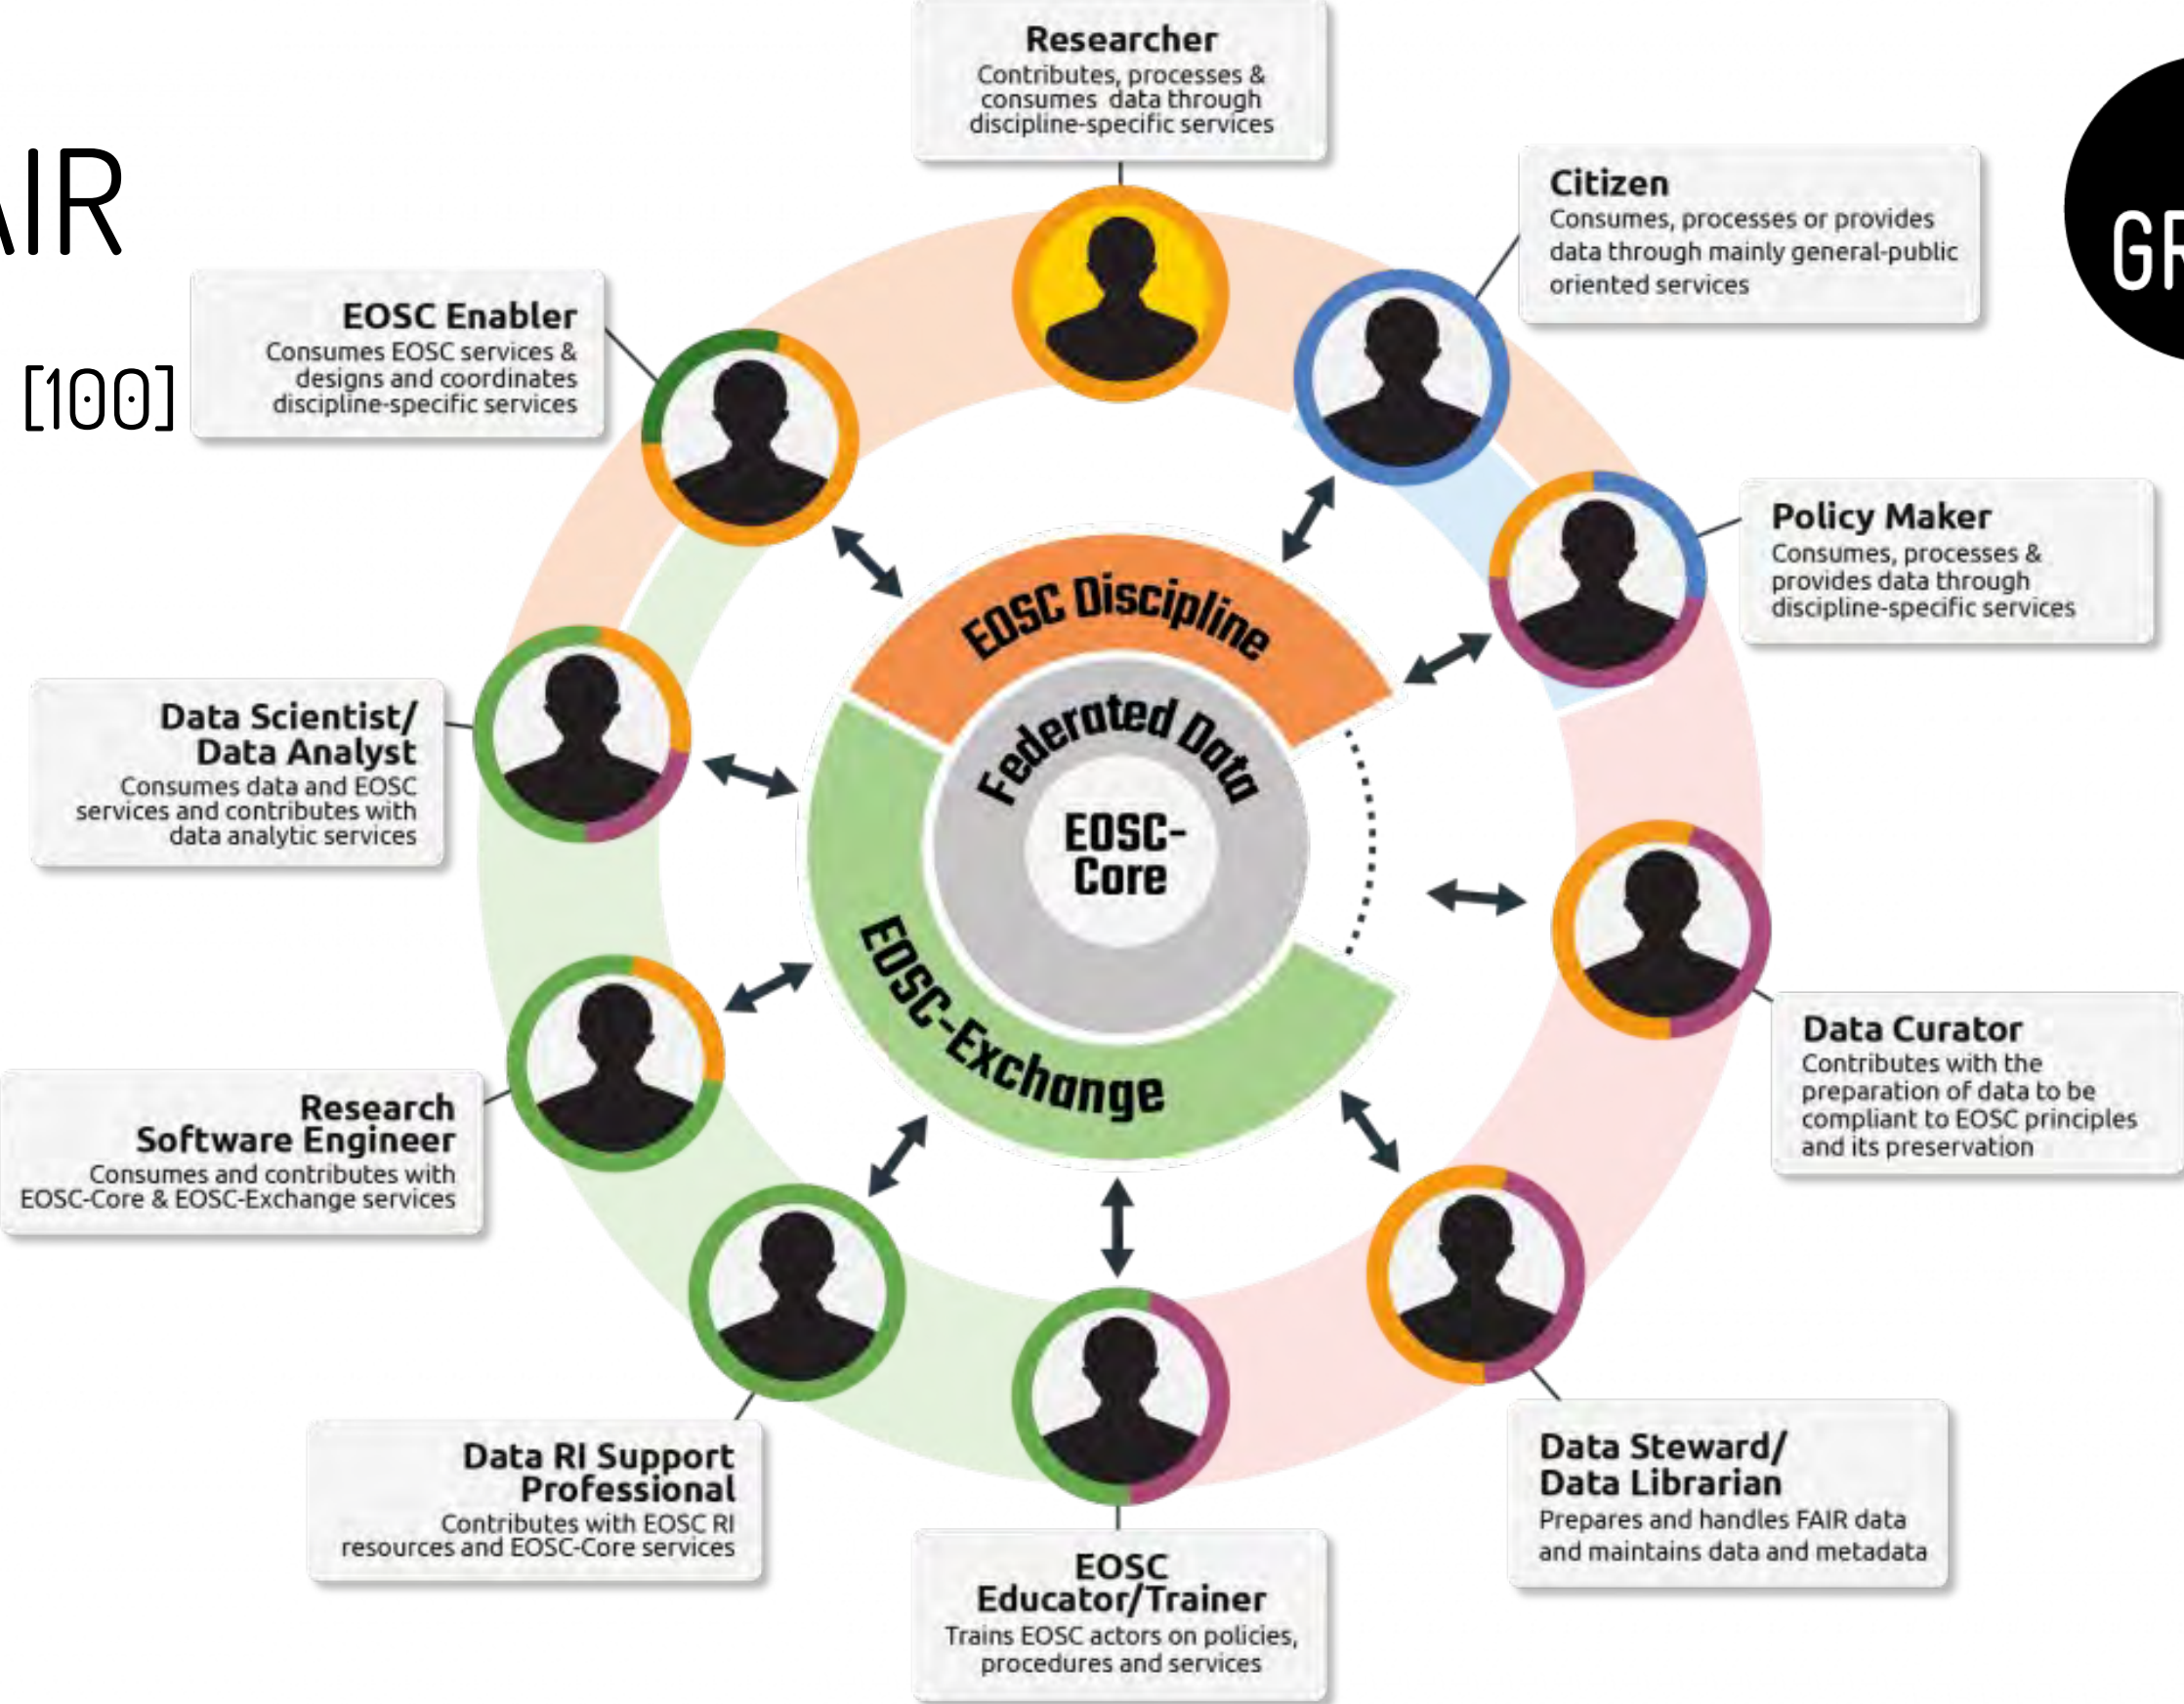 AIR
[100]
GR
Researcher
Contributes, processes &
consumes data through
discipline-specific services
Citizen
Consumes, processes or provides
data through mainly general-public
oriented services
EOSC Enabler
Consumes EOSC services &
designs and coordinates
discipline-specific services
Policy Maker
Consumes, processes &
provides data through
discipline-specific services
EOSC Discipline
Federated Data
EOSC-
Core
EOSC-Exchange
Data Scientist/
Data Analyst
Consumes data and EOSC
services and contributes with
data analytic services
Data Curator
Contributes with the
preparation of data to be
compliant to EOSC principles
and its preservation
Research
Software Engineer
Consumes and contributes with
EOSC-Core & EOSC-Exchange services
Data Steward/
Data Librarian
Prepares and handles FAIR data
and maintains data and metadata
Data RI Support
Professional
Contributes with EOSC RI
resources and EOSC-Core services
EOSC
Educator/Trainer
Trains EOSC actors on policies,
procedures and services